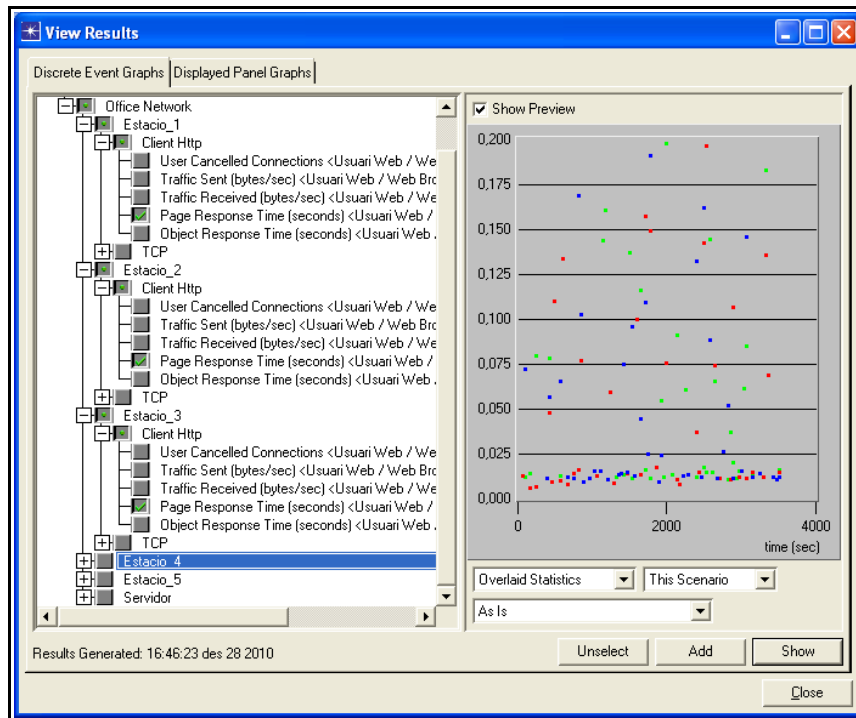 View Results
Discrete Event Graphs
Displayed Panel Graphs
Office Network
Estacio_1
Client Http
User Cancelled Connections <Usuari Web / We
Traffic Sent (bytes/sec) <Usuari Web / Web Bro
Traffic Received (bytes/sec) <Usuari Web / We
Page Response Time (seconds) <Usuari Web /
Object Response Time (seconds) <Usuari Web .
TCP
Estacio_2
Client Http
User Cancelled Connections <Usuari Web / We
Traffic Sent (bytes/sec) <Usuari Web / Web Bro
Traffic Received (bytes/sec) <Usuari Web / We
Page Response Time (seconds) <Usuari Web /
Object Response Time (seconds) <Usuari Web .
TCP
Estacio_3
Client Http
User Cancelled Connections <Usuari Web / We
Traffic Sent (bytes/sec) <Usuari Web / Web Bro
Traffic Received (bytes/sec) <Usuari Web / We
Page Response Time (seconds) <Usuari Web /
Object Response Time (seconds) <Usuari Web .
TCP
Estacio_4
Estacio_5
Servidor
Show Preview
0,200
0,175
0,150
0,125
0,100
0,075
0,050
0,025
0,000
0 2000 4000
time (sec)
Overlaid Statistics
This Scenario
As Is
Results Generated: 16:46:23 des 28 2010
Unselect
Add
Show
Close